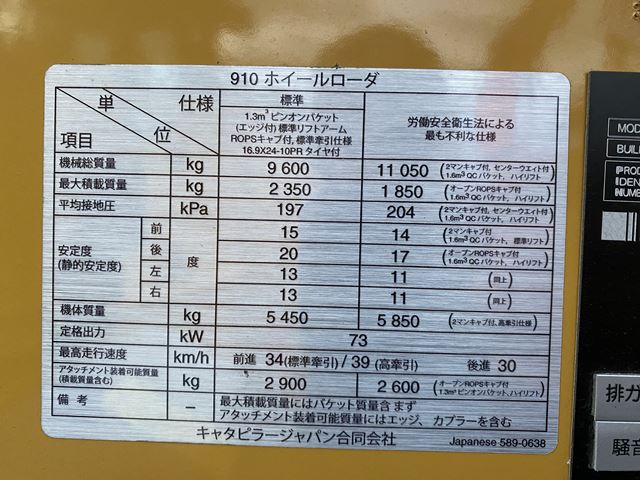 910 ホイールローダ
単 位 仕様 項目
標準
1.3m³ ピンオンバケット
(エッジ付) 標準リフトアーム
ROPSキャブ付, 標準牽引仕様
16.9X24-10PR タイヤ付
労働安全衛生法による
最も不利な仕様
機械総質量 kg 9 600 11 050 (2マンキャブ付, センターウエイト付 1.6m³ QC バケット, ハイリフト)
最大積載質量 kg 2 350 1 850 (オープンROPSキャブ付 1.6m³ QC バケット, ハイリフト)
平均接地圧 kPa 197 204 (2マンキャブ付, センターウエイト付 1.6m³ QC バケット, ハイリフト)
安定度 (静的安定度) 度
前 15 14 (2マンキャブ付 1.6m³ QC バケット, 標準リフト)
後 20 17 (オープンROPSキャブ付 1.6m³ QC バケット, ハイリフト)
左 13 11 (同上)
右 13 11 (同上)
機体質量 kg 5 450 5 850 (2マンキャブ付, 高牽引仕様)
定格出力 kW 73
最高走行速度 km/h 前進 34 (標準牽引) / 39 (高牽引) 後進 30
アタッチメント装着可能質量 (積載質量含む) kg 2 900 2 600 (オープンROPSキャブ付 1.3m³ ピンオンバケット, ハイリフト)
備考 –
最大積載質量にはバケット質量含まず
アタッチメント装着可能質量にはエッジ、カプラーを含む
キャタピラージャパン合同会社 Japanese 589-0638
MOD
BUIL
PROD
IDEN
NUMB
排ガ
騒音